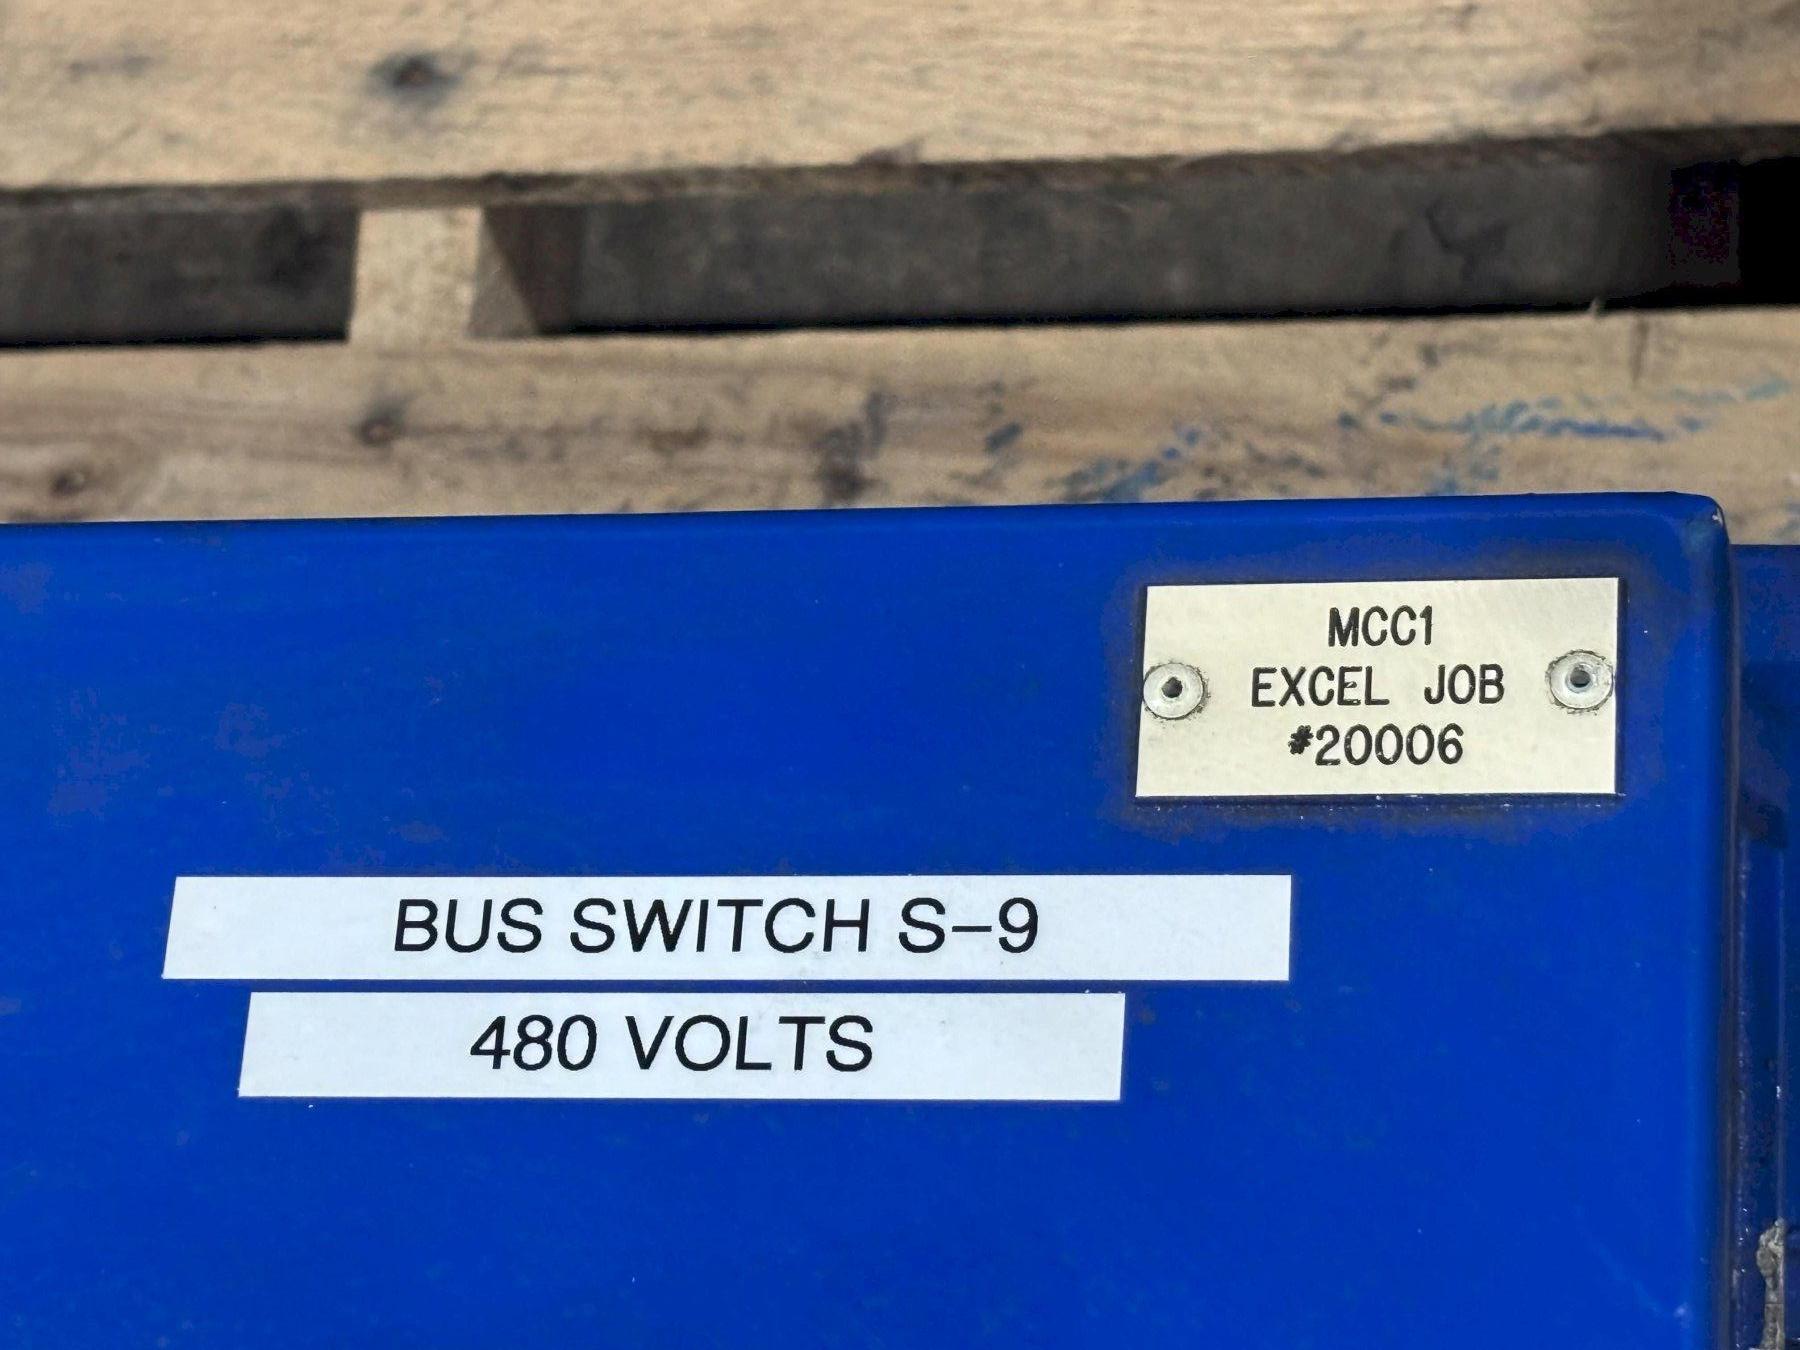 MCC1
EXCEL JOB
#20006
BUS SWITCH S-9
480 VOLTS